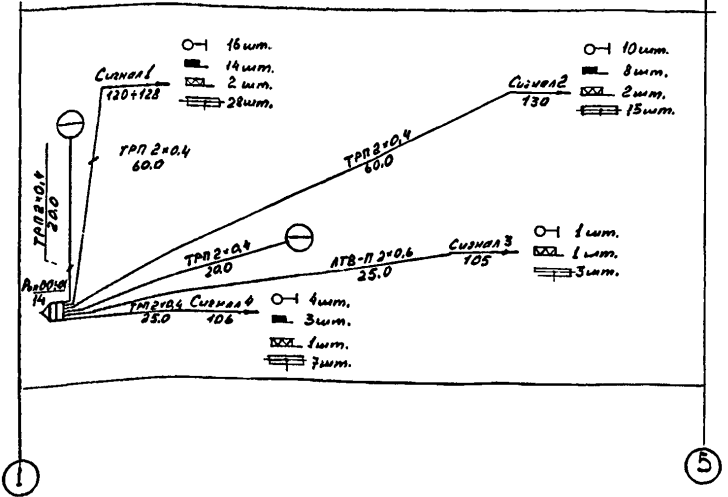 16 шт.
14 шт.
2 шт.
28 шт.
Сигнал 1
120÷128
10 шт.
8 шт.
2 шт.
15 шт.
Сигнал 2
130
ТРП 2×0,4
60.0
ТРП 2×0,4
60.0
ТРП 2×0,4
20.0
ТРП 2×0,4
20.0
ЛТВ-П 2×0,6
25.0
Сигнал 3
105
1 шт.
1 шт.
3 шт.
14
ТРП 2×0,4
25.0
Сигнал 4
106
4 шт.
3 шт.
1 шт.
7 шт.
1
5